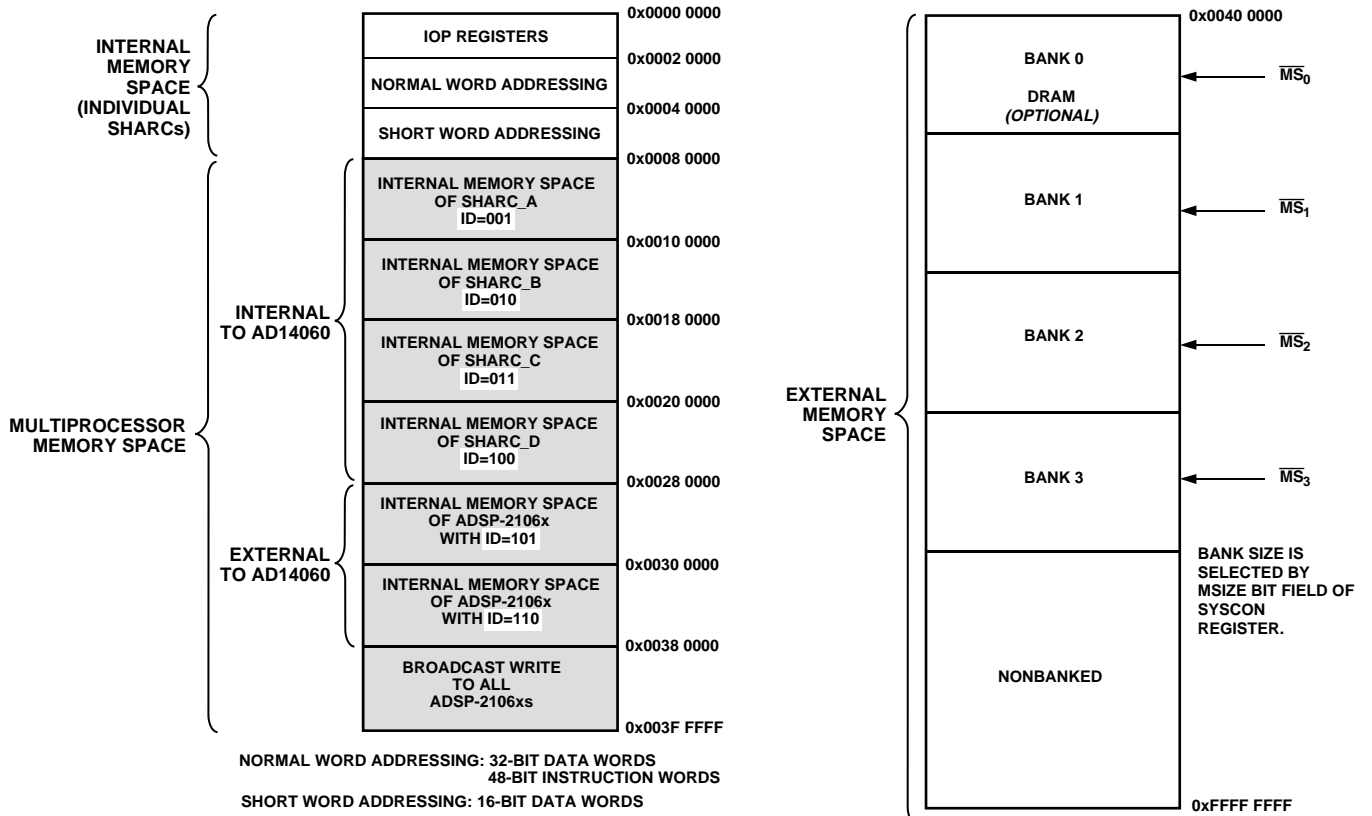 INTERNAL
MEMORY
SPACE
(INDIVIDUAL
SHARCs)
MULTIPROCESSOR
MEMORY SPACE
INTERNAL
TO AD14060
EXTERNAL
TO AD14060
0x0000 0000
IOP REGISTERS
0x0002 0000
NORMAL WORD ADDRESSING
0x0004 0000
SHORT WORD ADDRESSING
0x0008 0000
INTERNAL MEMORY SPACE
OF SHARC_A
ID=001
0x0010 0000
INTERNAL MEMORY SPACE
OF SHARC_B
ID=010
0x0018 0000
INTERNAL MEMORY SPACE
OF SHARC_C
ID=011
0x0020 0000
INTERNAL MEMORY SPACE
OF SHARC_D
ID=100
0x0028 0000
INTERNAL MEMORY SPACE
OF ADSP-2106x
WITH ID=101
0x0030 0000
INTERNAL MEMORY SPACE
OF ADSP-2106x
WITH ID=110
0x0038 0000
BROADCAST WRITE
TO ALL
ADSP-2106xs
0x003F FFFF
NORMAL WORD ADDRESSING: 32-BIT DATA WORDS
48-BIT INSTRUCTION WORDS
SHORT WORD ADDRESSING: 16-BIT DATA WORDS
EXTERNAL
MEMORY
SPACE
0x0040 0000
BANK 0
DRAM
(OPTIONAL)
MS0
BANK 1
MS1
BANK 2
MS2
BANK 3
MS3
BANK SIZE IS
SELECTED BY
MSIZE BIT FIELD OF
SYSCON
REGISTER.
NONBANKED
0xFFFF FFFF